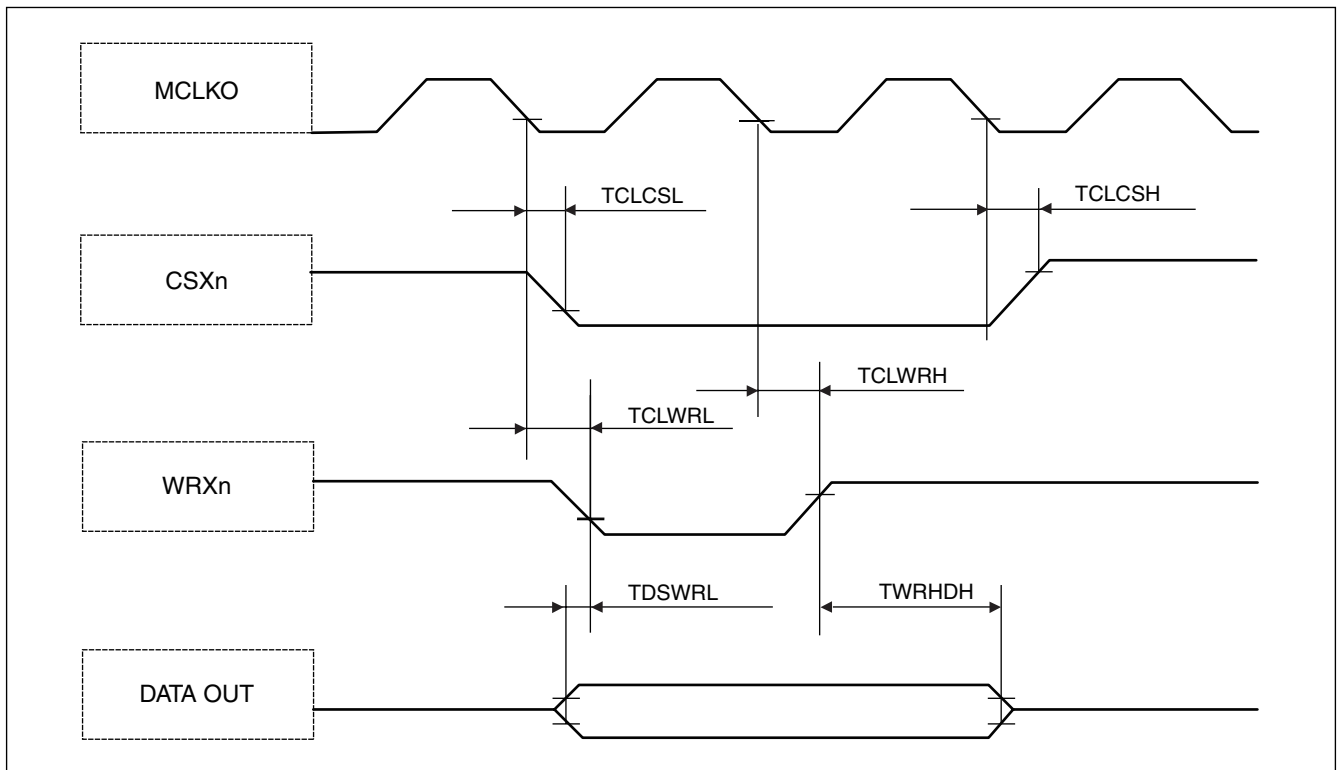 MCLKO
TCLCSL
TCLCSH
CSXn
TCLWRH
TCLWRL
WRXn
TDSWRL
TWRHDH
DATA OUT